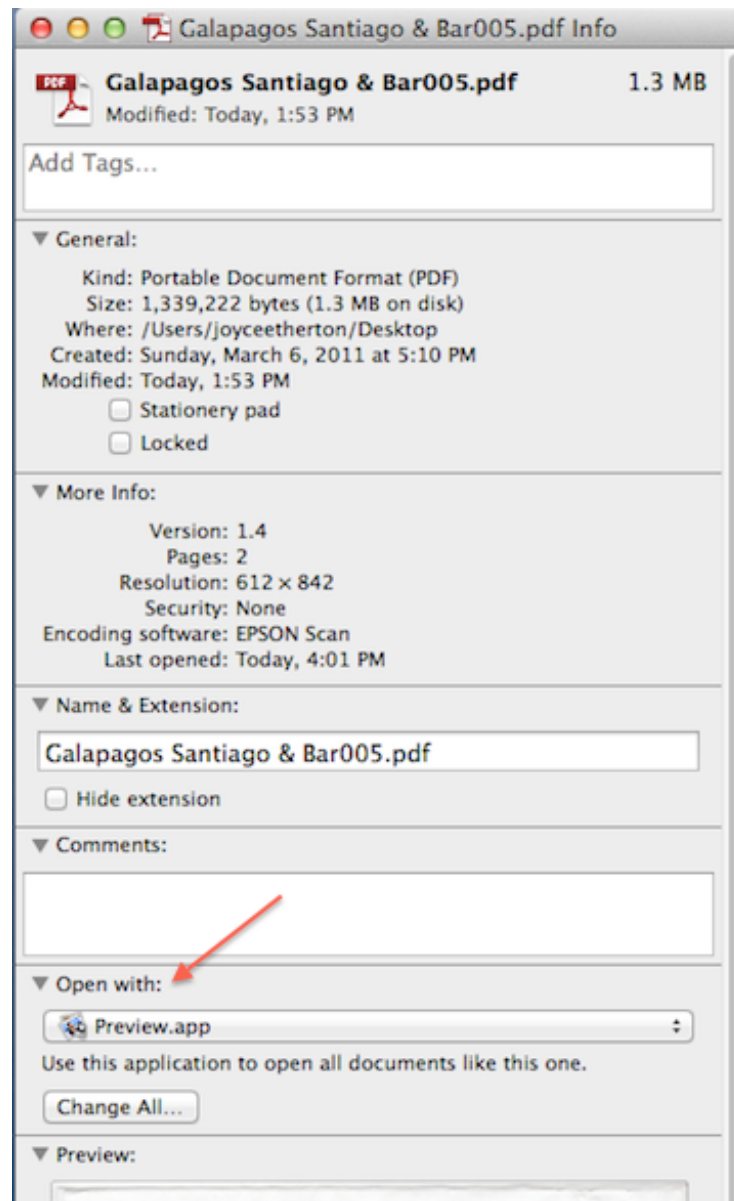 Galapagos Santiago & Bar005.pdf Info
PDF Galapagos Santiago & Bar005.pdf 1.3 MB
Modified: Today, 1:53 PM
Add Tags...
General:
Kind: Portable Document Format (PDF)
Size: 1,339,222 bytes (1.3 MB on disk)
Where: /Users/joyceetherton/Desktop
Created: Sunday, March 6, 2011 at 5:10 PM
Modified: Today, 1:53 PM
Stationery pad
Locked
More Info:
Version: 1.4
Pages: 2
Resolution: 612 × 842
Security: None
Encoding software: EPSON Scan
Last opened: Today, 4:01 PM
Name & Extension:
Galapagos Santiago & Bar005.pdf
Hide extension
Comments:
Open with:
Preview.app
Use this application to open all documents like this one.
Change All...
Preview: